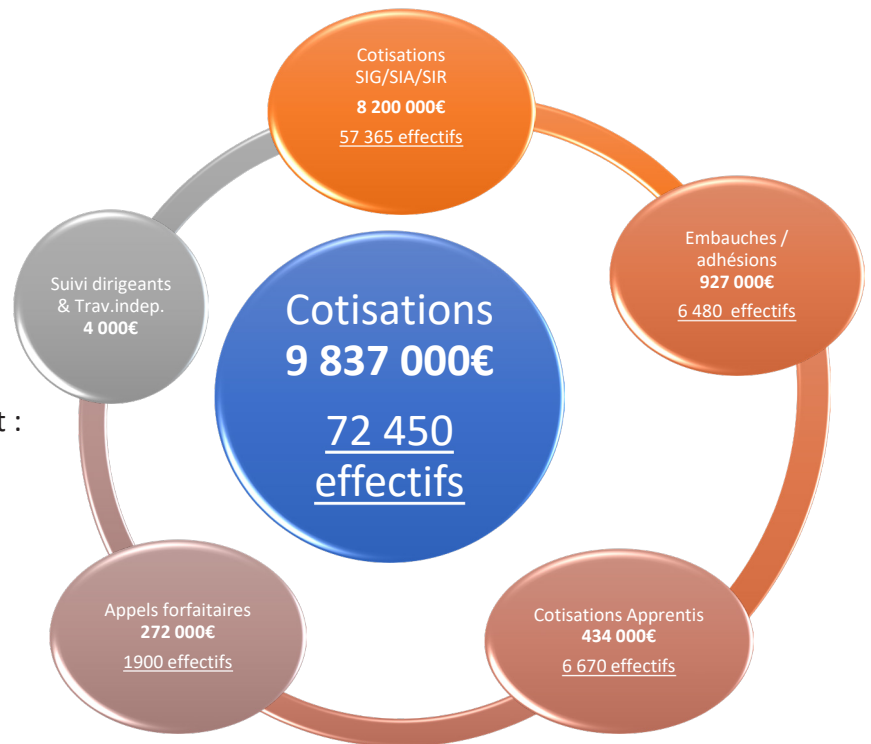 Cotisations
SIG/SIA/SIR
8 200 000€
57 365 effectifs
Embauches /
adhésions
927 000€
6 480 effectifs
Suivi dirigeants
& Trav.indep.
4 000€
Cotisations
9 837 000€
72 450
effectifs
t :
Appels forfaitaires
272 000€
1900 effectifs
Cotisations Apprentis
434 000€
6 670 effectifs